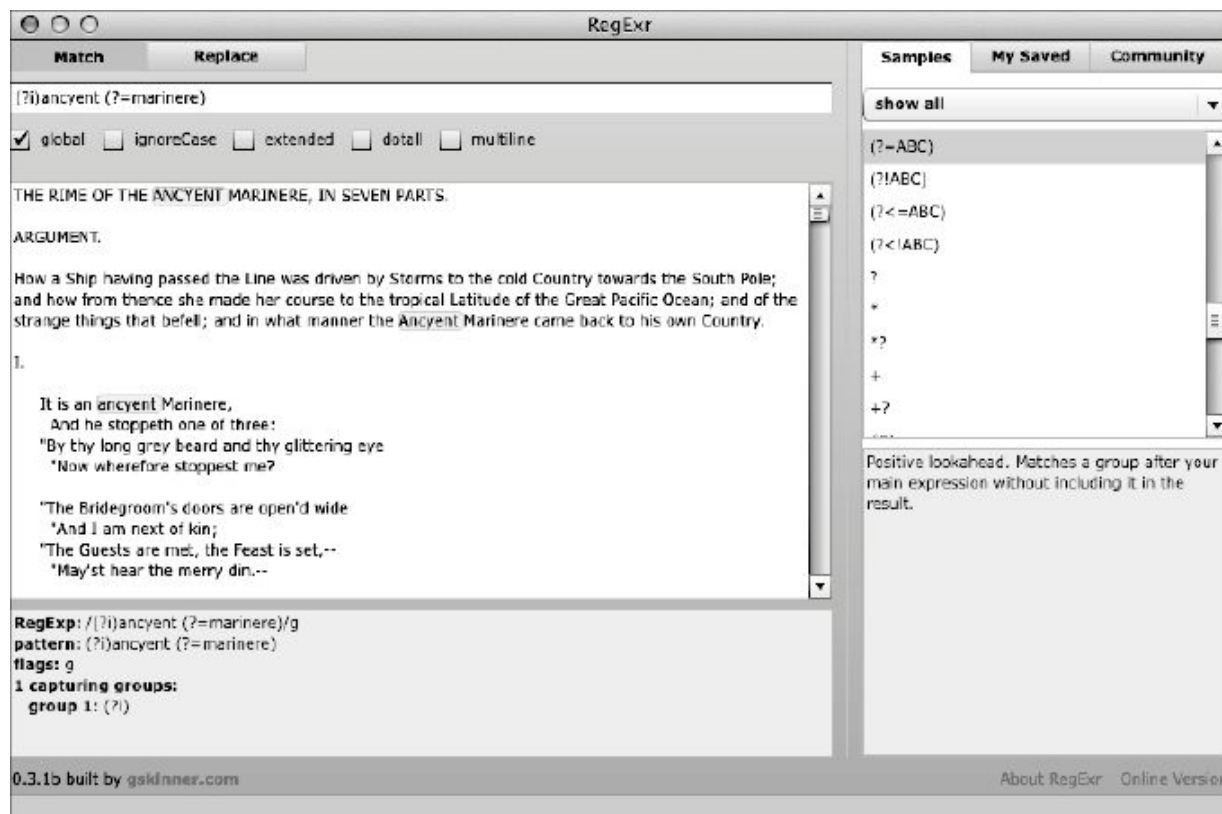 RegExr
Match Replace
(?i)ancyent (?=marinere)
global ignoreCase extended dotall multiline
THE RIME OF THE ANCYENT MARINERE, IN SEVEN PARTS.
ARGUMENT.
How a Ship having passed the Line was driven by Storms to the cold Country towards the South Pole;
and how from thence she made her course to the tropical Latitude of the Great Pacific Ocean; and of the
strange things that befell; and in what manner the Ancyent Marinere came back to his own Country.
I.
It is an ancyent Marinere,
And he stoppeth one of three:
"By thy long grey beard and thy glittering eye
"Now wherefore stoppest me?
"The Bridegroom's doors are open'd wide
"And I am next of kin;
"The Guests are met, the Feast is set,--
"May'st hear the merry din.--
RegExp: /(?i)ancyent (?=marinere)/g
pattern: (?i)ancyent (?=marinere)
flags: g
1 capturing groups:
group 1: (?i)
Samples My Saved Community
show all
(?=ABC)
(?!ABC)
(?<=ABC)
(?<!ABC)
?
*
*?
+
+?
Positive lookahead. Matches a group after your
main expression without including it in the
result.
0.3.1b built by gskinner.com
About RegExr Online Version